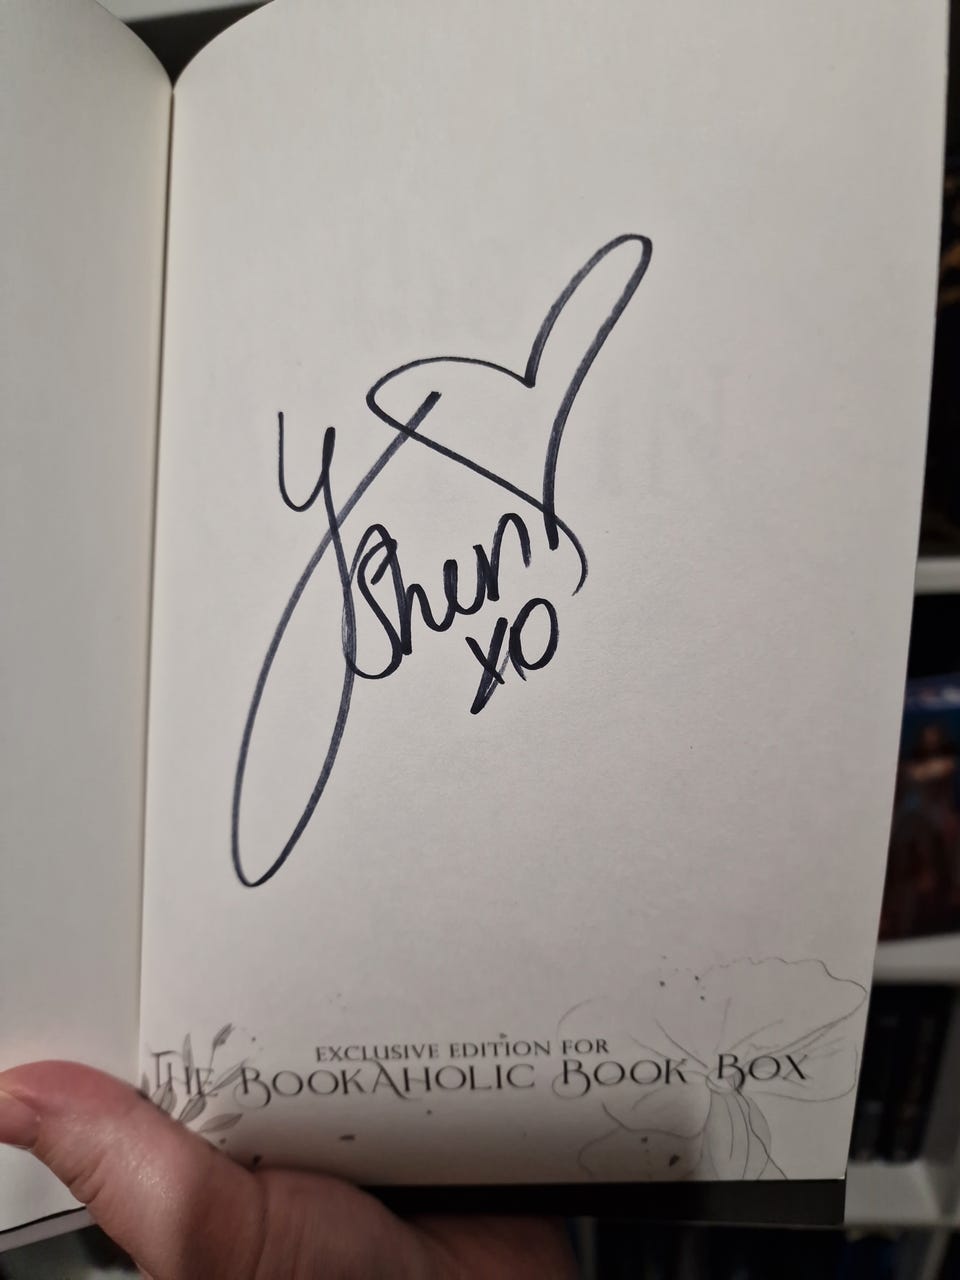 Shen
XO
EXCLUSIVE EDITION FOR
THE BOOKAHOLIC BOOK BOX